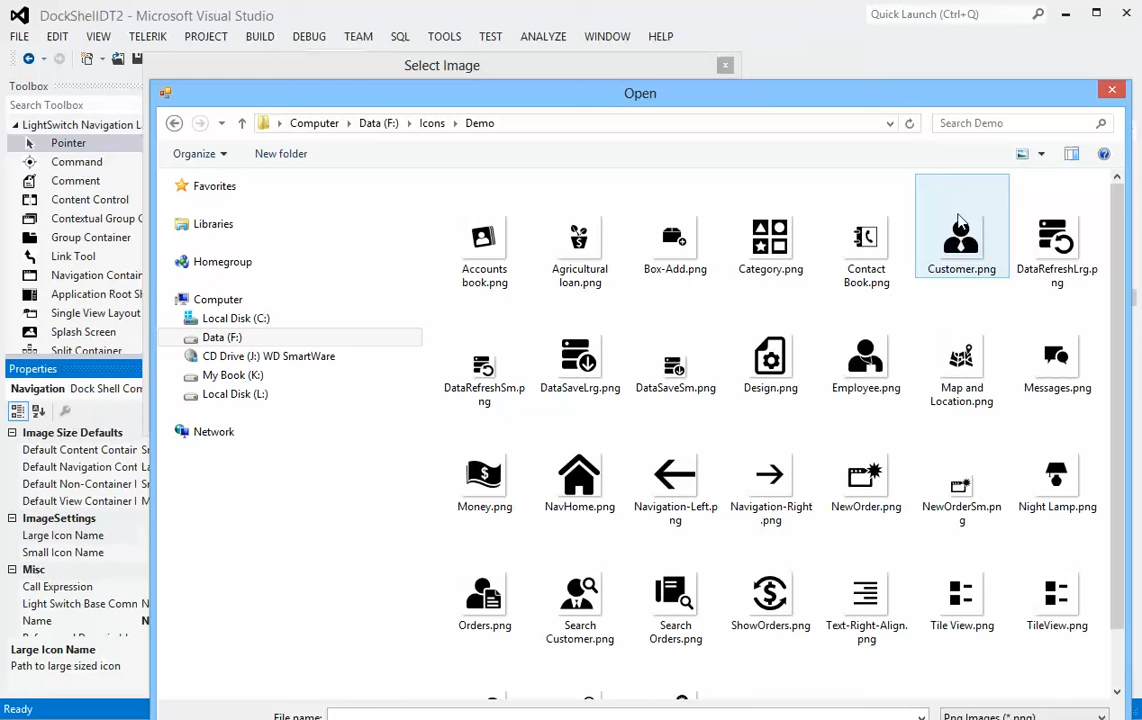 DockShellDT2 - Microsoft Visual Studio
Quick Launch (Ctrl+Q)
FILE EDIT VIEW TELERIK PROJECT BUILD DEBUG TEAM SQL TOOLS TEST ANALYZE WINDOW HELP
Toolbox
Search Toolbox
LightSwitch Navigation L
Pointer
Command
Comment
Content Control
Contextual Group C
Group Container
Link Tool
Navigation Contain
Application Root Sh
Single View Layout
Splash Screen
Split Container
Properties
Navigation Dock Shell Com
Image Size Defaults
Default Content Contain Sr
Default Navigation Cont La
Default Non-Container I Sr
Default View Container I M
ImageSettings
Large Icon Name
Small Icon Name
Misc
Call Expression
Light Switch Base Comn N
Name N
Large Icon Name
Path to large sized icon
Ready
Select Image
Open
Computer Data (F:) Icons Demo
Search Demo
Organize New folder
Favorites
Libraries
Homegroup
Computer
Local Disk (C:)
Data (F:)
CD Drive (J:) WD SmartWare
My Book (K:)
Local Disk (L:)
Network
Accounts book.png
Agricultural loan.png
Box-Add.png
Category.png
Contact Book.png
Customer.png
DataRefreshLrg.png
DataRefreshSm.png
DataSaveLrg.png
DataSaveSm.png
Design.png
Employee.png
Map and Location.png
Messages.png
Money.png
NavHome.png
Navigation-Left.png
Navigation-Right.png
NewOrder.png
NewOrderSm.png
Night Lamp.png
Orders.png
Search Customer.png
Search Orders.png
ShowOrders.png
Text-Right-Align.png
Tile View.png
TileView.png
File name:
Png Images (*.png)